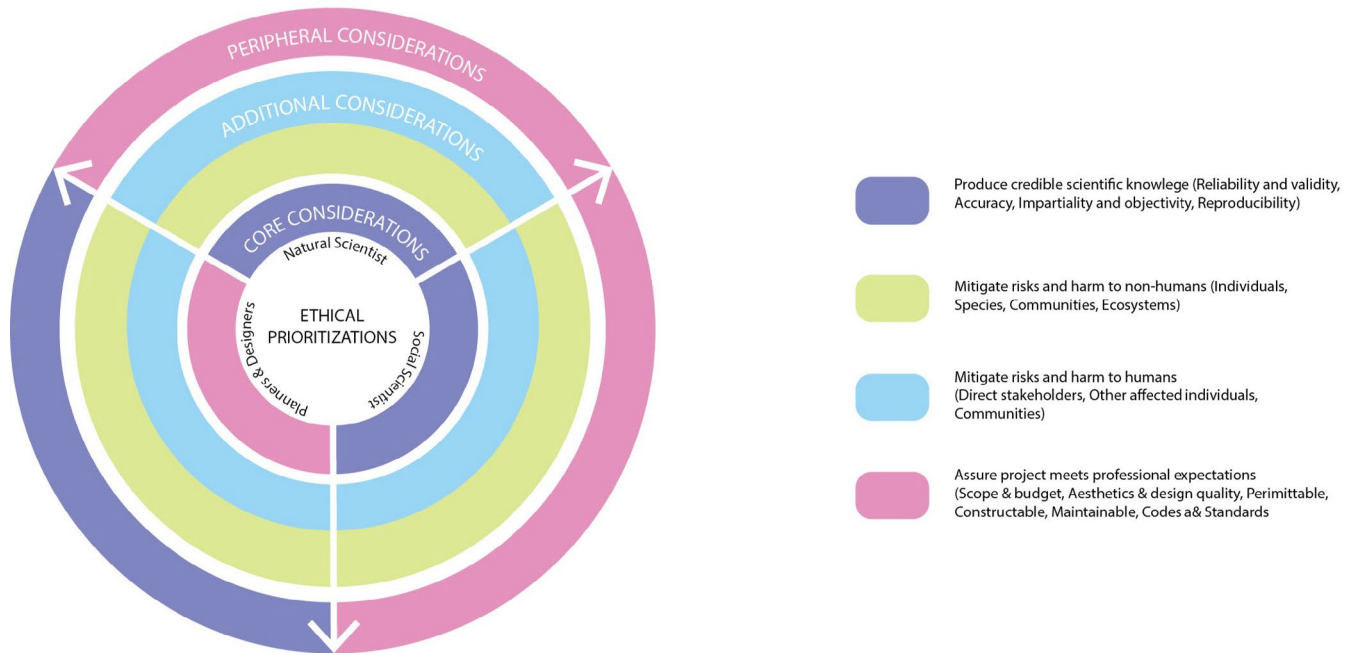 PERIPHERAL CONSIDERATIONS
ADDITIONAL CONSIDERATIONS
CORE CONSIDERATIONS
Natural Scientist
ETHICAL
PRIORITIZATIONS
Planners & Designers
Social Scientist
Produce credible scientific knowlege (Reliability and validity,
Accuracy, Impartiality and objectivity, Reproducibility)
Mitigate risks and harm to non-humans (Individuals,
Species, Communities, Ecosystems)
Mitigate risks and harm to humans
(Direct stakeholders, Other affected individuals,
Communities)
Assure project meets professional expectations
(Scope & budget, Aesthetics & design quality, Perimittable,
Constructable, Maintainable, Codes a& Standards